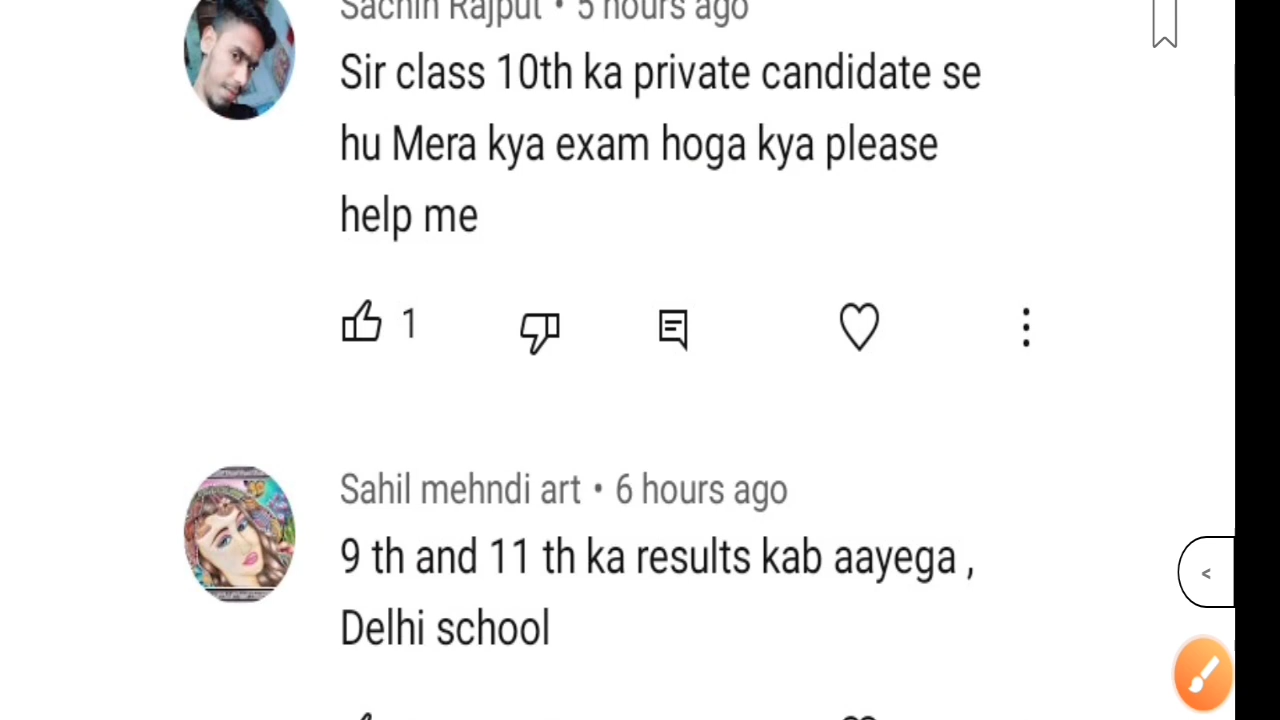 Sachin Rajput • 5 hours ago
Sir class 10th ka private candidate se
hu Mera kya exam hoga kya please
help me
1
Sahil mehndi art • 6 hours ago
9 th and 11 th ka results kab aayega ,
Delhi school
<